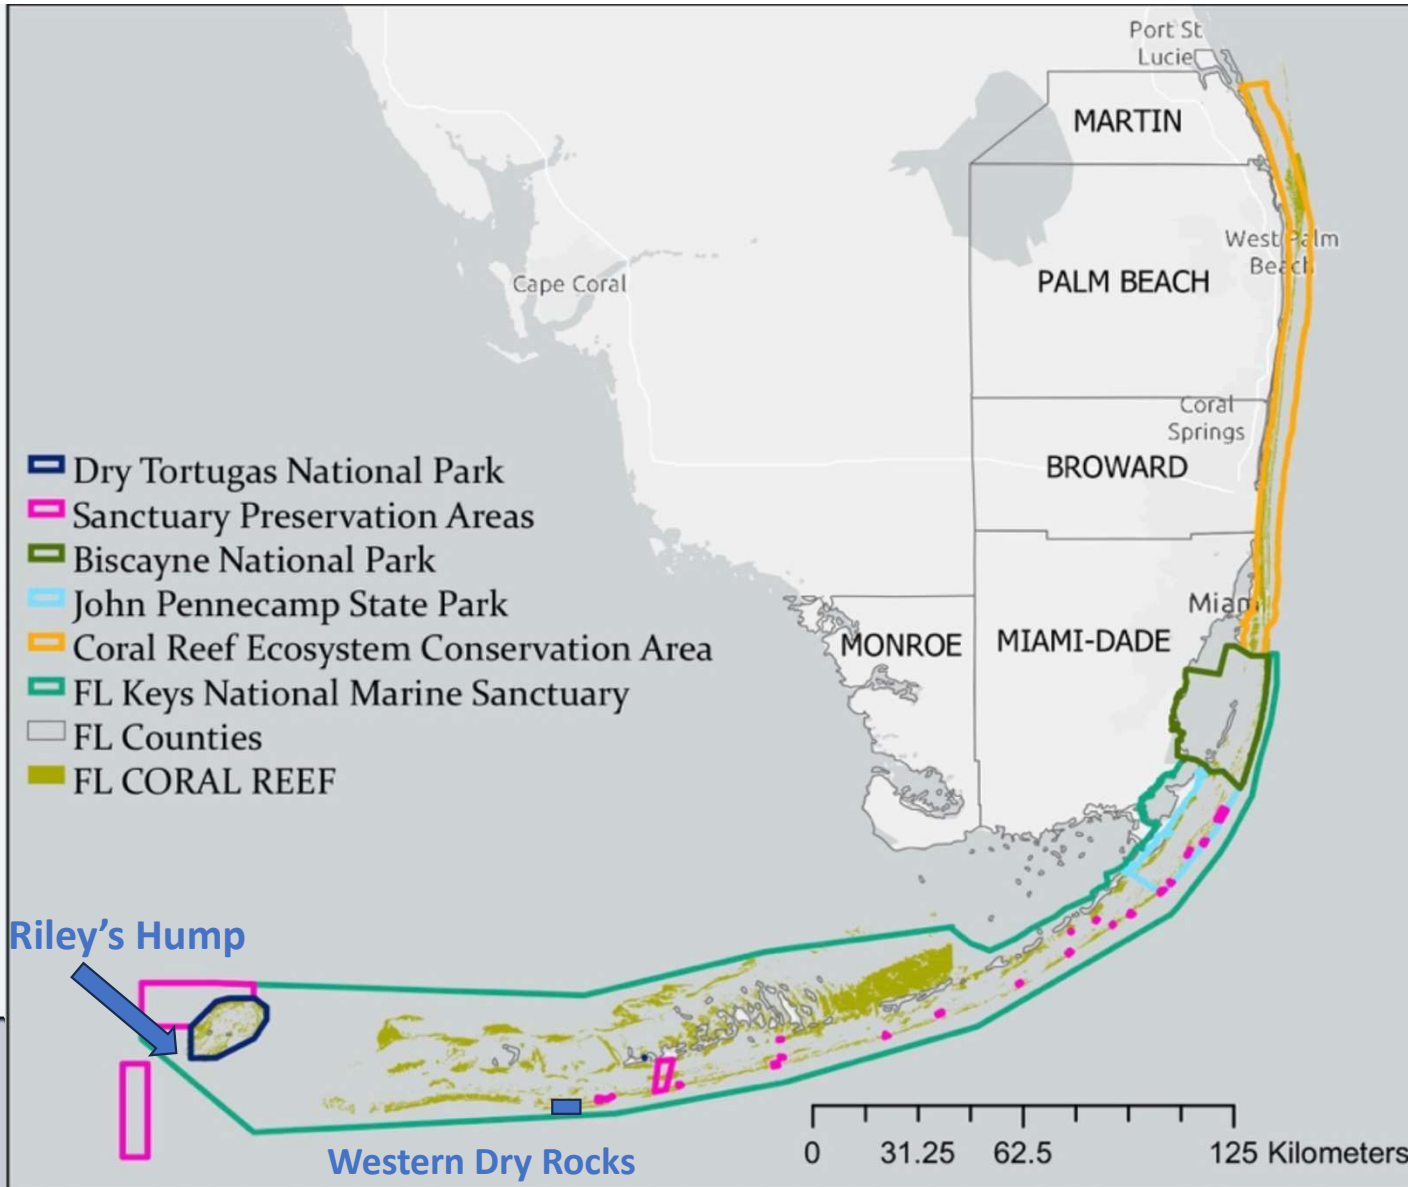 Port St
Lucie
MARTIN
West Palm
Beach
PALM BEACH
Cape Coral
Coral
Springs
BROWARD
Dry Tortugas National Park
Sanctuary Preservation Areas
Biscayne National Park
John Pennecamp State Park
Coral Reef Ecosystem Conservation Area
FL Keys National Marine Sanctuary
FL Counties
FL CORAL REEF
Miami
MONROE
MIAMI-DADE
Riley's Hump
Western Dry Rocks
0 31.25 62.5 125 Kilometers